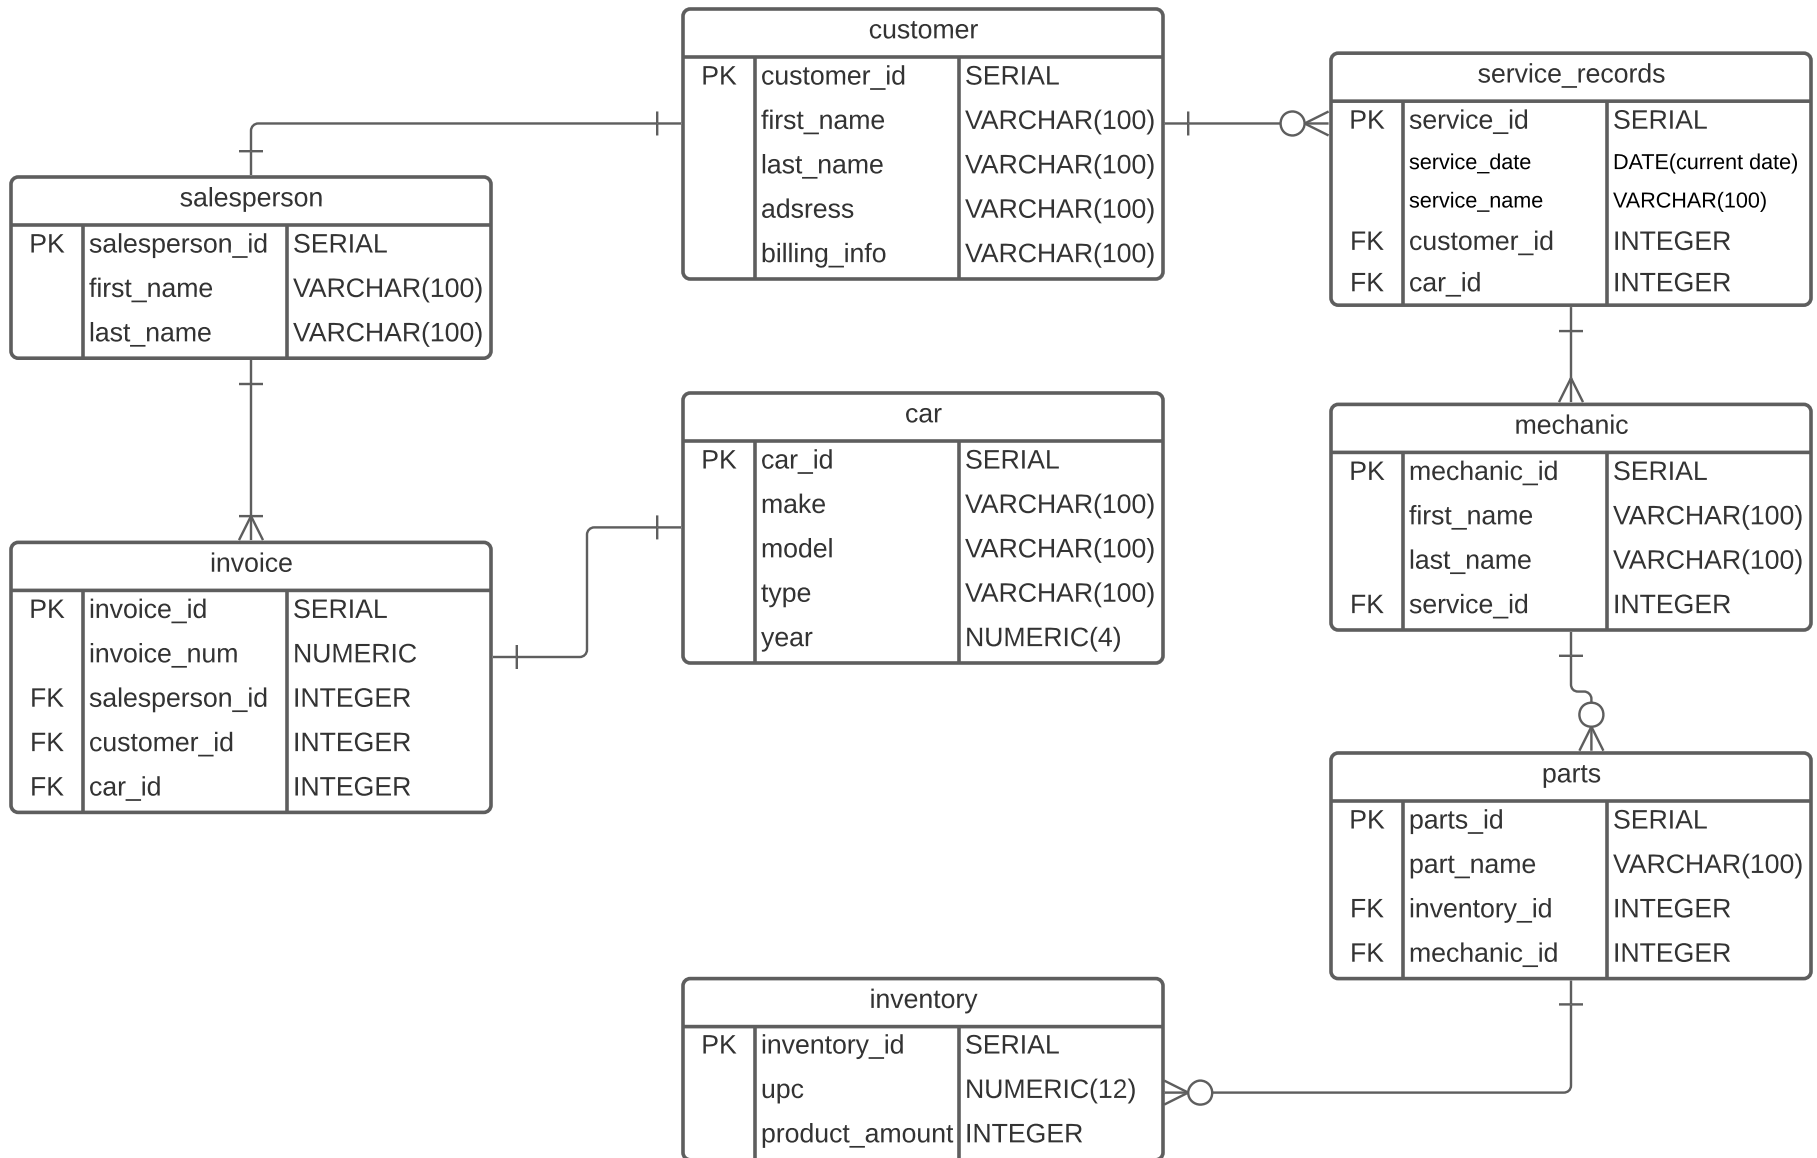 customer
PK customer_id SERIAL
first_name VARCHAR(100)
last_name VARCHAR(100)
adsress VARCHAR(100)
billing_info VARCHAR(100)
service_records
PK service_id SERIAL
service_date DATE(current date)
service_name VARCHAR(100)
FK customer_id INTEGER
FK car_id INTEGER
salesperson
PK salesperson_id SERIAL
first_name VARCHAR(100)
last_name VARCHAR(100)
car
PK car_id SERIAL
make VARCHAR(100)
model VARCHAR(100)
type VARCHAR(100)
year NUMERIC(4)
mechanic
PK mechanic_id SERIAL
first_name VARCHAR(100)
last_name VARCHAR(100)
FK service_id INTEGER
invoice
PK invoice_id SERIAL
invoice_num NUMERIC
FK salesperson_id INTEGER
FK customer_id INTEGER
FK car_id INTEGER
parts
PK parts_id SERIAL
part_name VARCHAR(100)
FK inventory_id INTEGER
FK mechanic_id INTEGER
inventory
PK inventory_id SERIAL
upc NUMERIC(12)
product_amount INTEGER